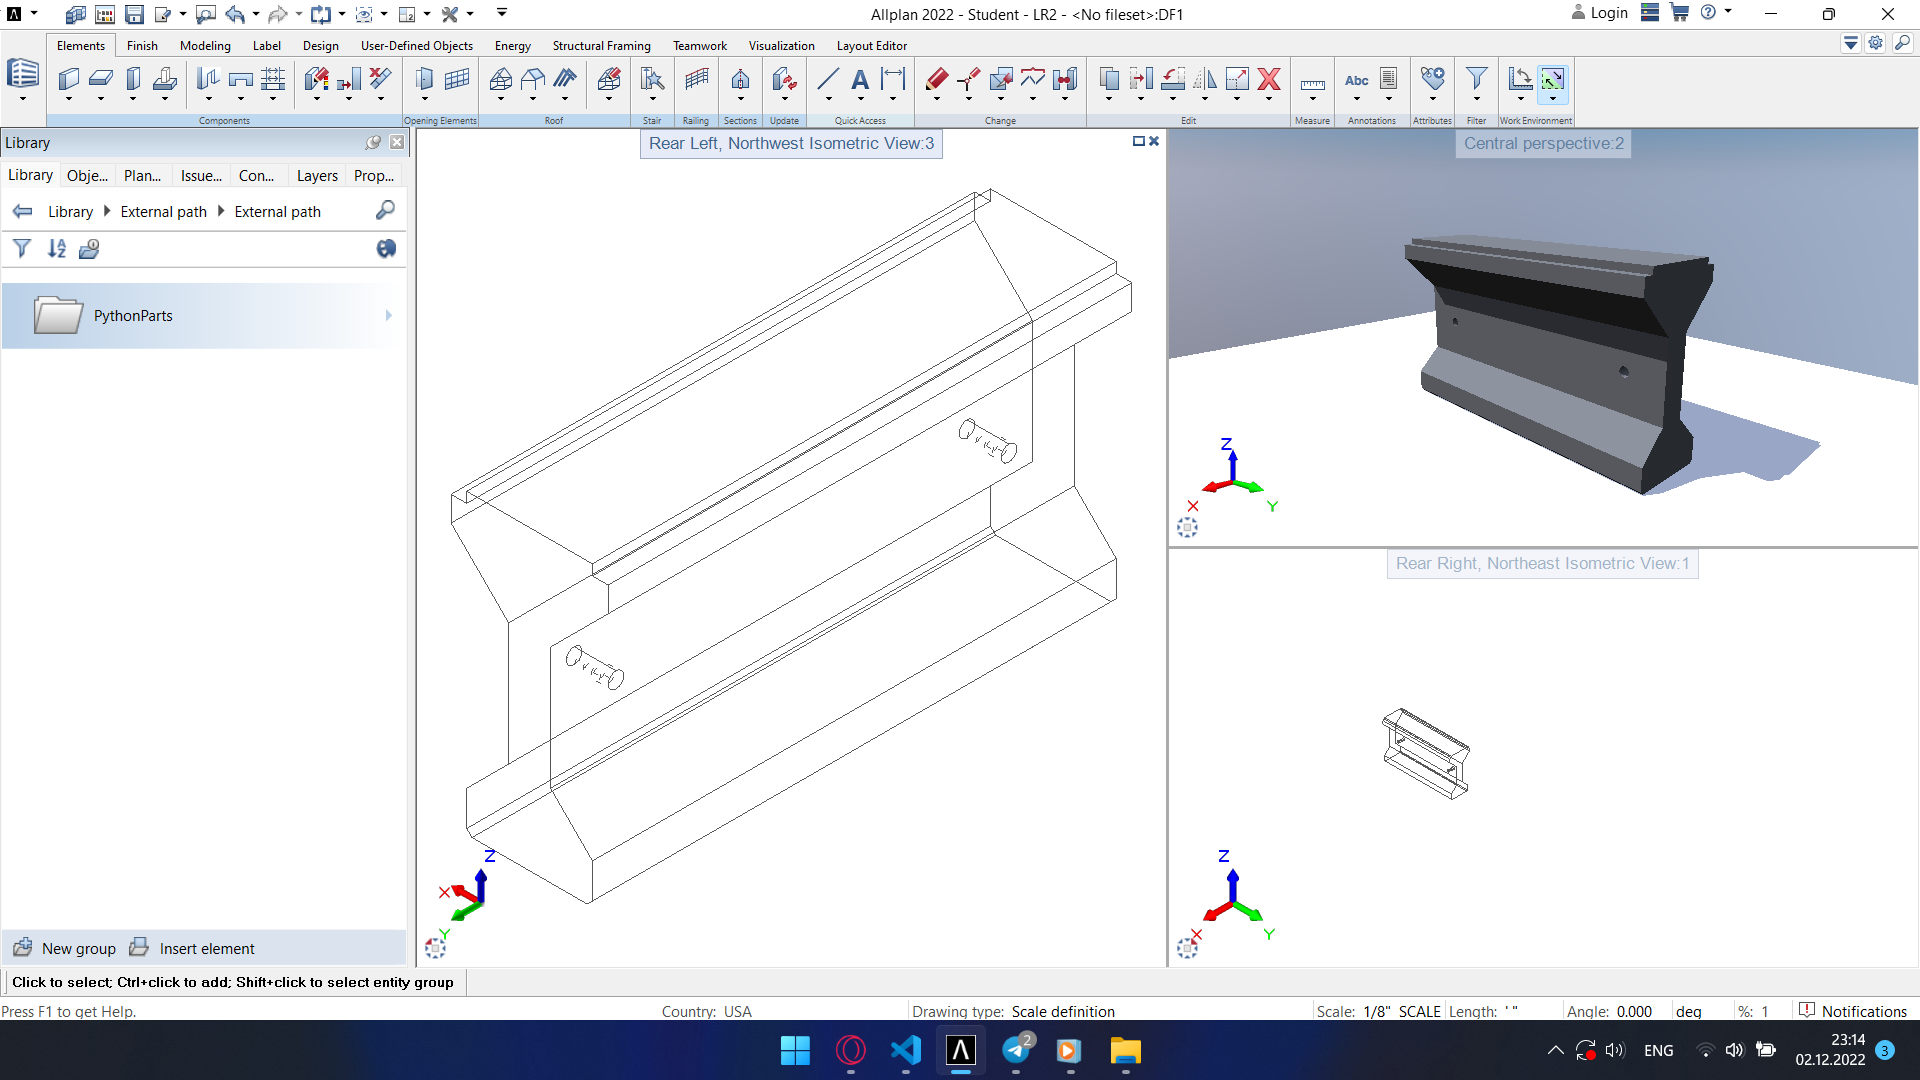 Allplan 2022 - Student - LR2 - <No fileset>:DF1
Login
Elements Finish Modeling Label Design User-Defined Objects Energy Structural Framing Teamwork Visualization Layout Editor
Abc
Components Opening Elements Roof Stair Railing Sections Update Quick Access Change Edit Measure Annotations Attributes Filter Work Environment
Library
Library Obje... Plan... Issue... Con... Layers Prop...
Library External path External path
PythonParts
New group Insert element
Rear Left, Northwest Isometric View:3
Z
X
Y
Central perspective:2
Z
X
Y
Rear Right, Northeast Isometric View:1
Z
X
Y
Click to select; Ctrl+click to add; Shift+click to select entity group
Press F1 to get Help.
Country: USA
Drawing type: Scale definition
Scale: 1/8" SCALE
Length: ' "
Angle: 0.000 deg
%: 1
Notifications
2
ENG
23:14
02.12.2022
3